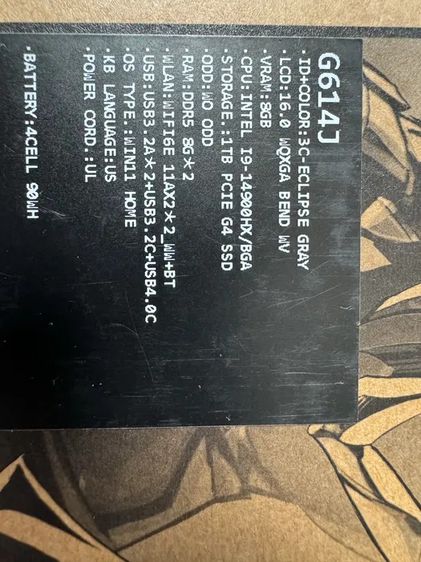 G614J
·ID+COLOR:3C-ECLIPSE GRAY
·LCD:16.0 WQXGA BEND WV
·VRAM:8GB
·CPU:INTEL I9-14900HX/BGA
·STORAGE.:1TB PCIE G4 SSD
·ODD:WO ODD
·RAM:DDR5 8G*2
·WLAN:WIFI6E 11AX2*2_WW+BT
·USB:USB3.2A*2+USB3.2C+USB4.0C
·OS TYPE.:WIN11 HOME
·KB LANGUAGE:US
·POWER CORD.:UL
·BATTERY:4CELL 90WH